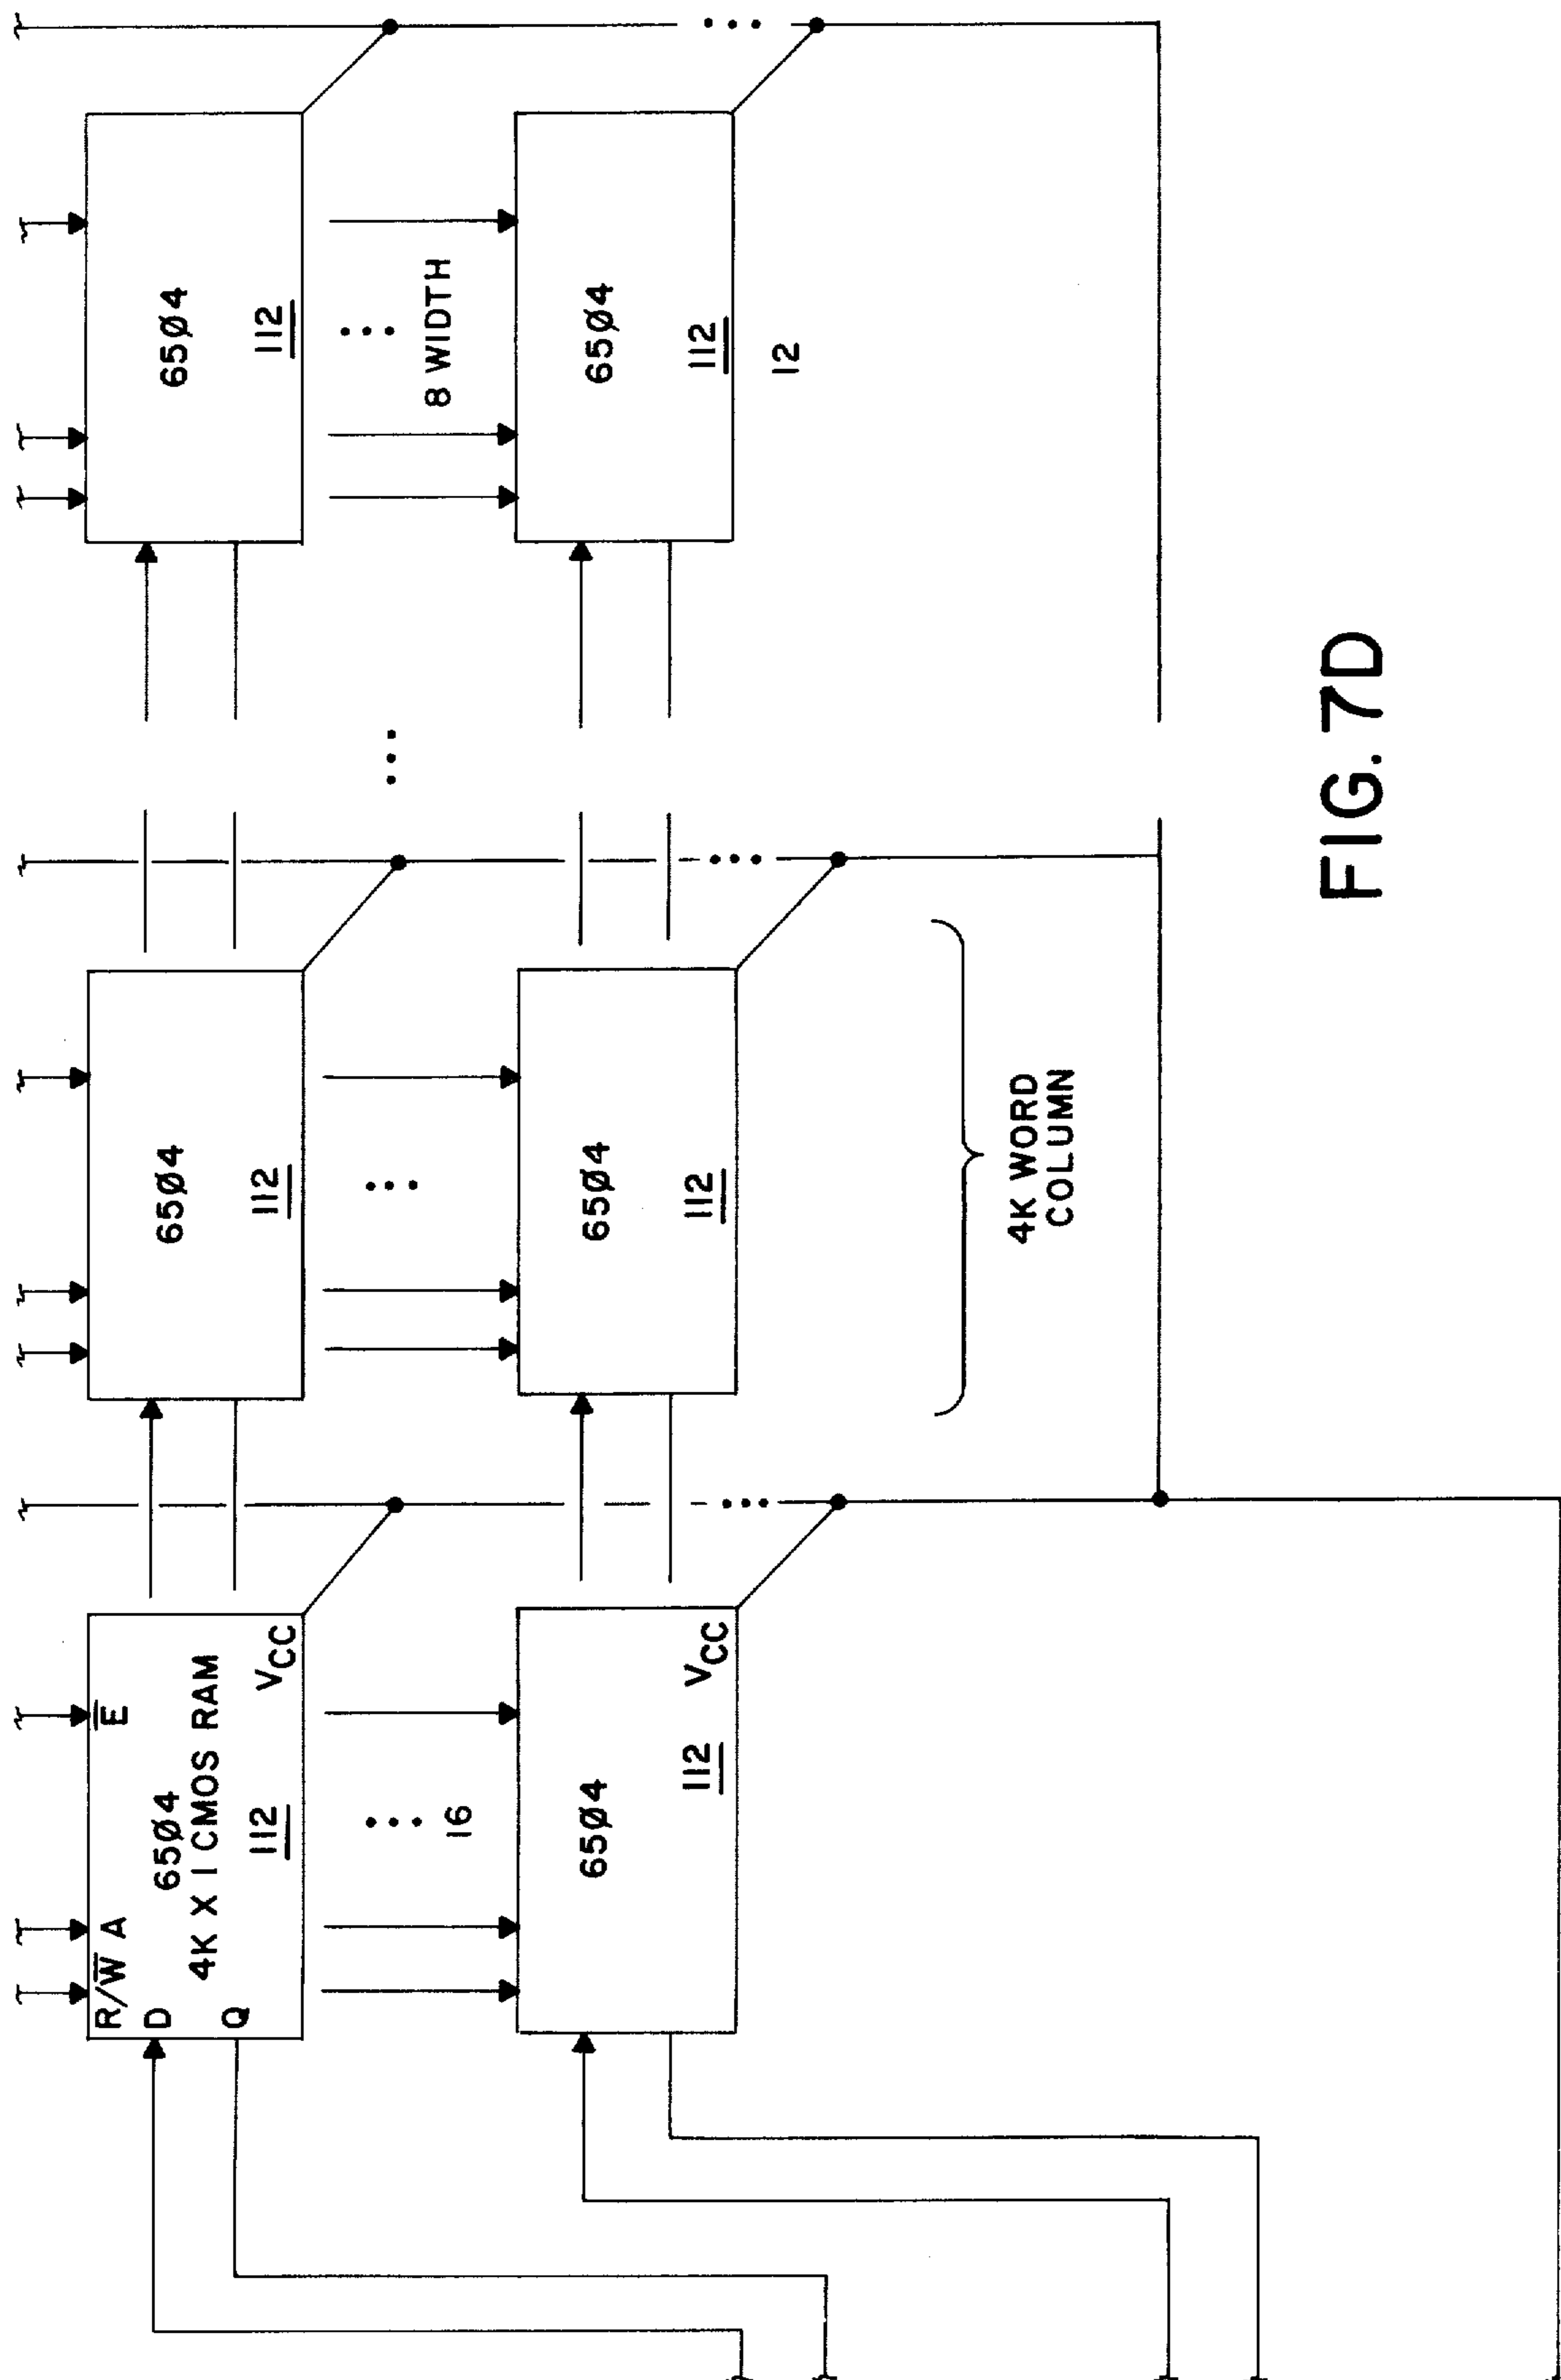 R/W̅ A E̅
D
65Ø4
4K X 1 CMOS RAM
Q
112
VCC
65Ø4
112
65Ø4
112
16
8 WIDTH
65Ø4
112
VCC
65Ø4
112
65Ø4
112
12
4K WORD
COLUMN
FIG. 7D